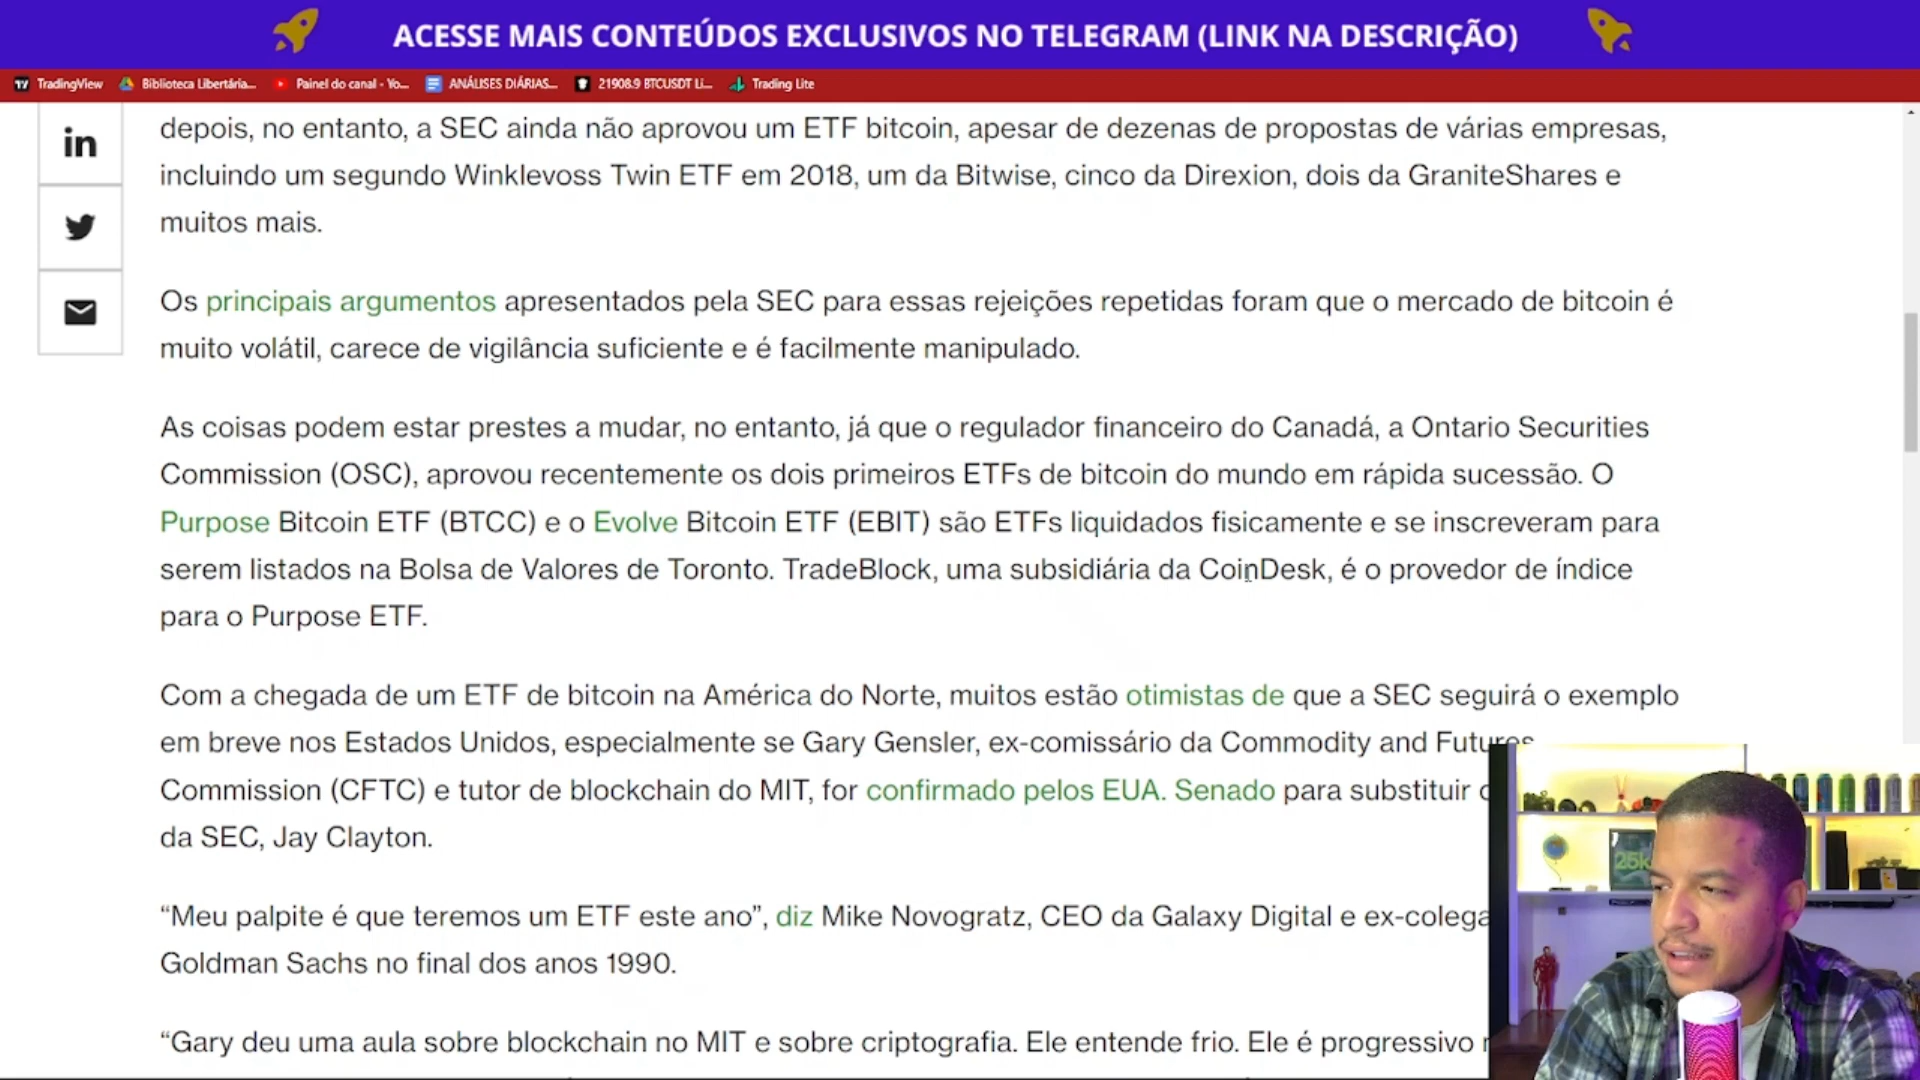 ACESSE MAIS CONTEÚDOS EXCLUSIVOS NO TELEGRAM (LINK NA DESCRIÇÃO)
TradingView Biblioteca Libertária... Painel do canal - Yo... ANÁLISES DIÁRIAS... 21908.9 BTCUSDT Li... Trading Lite
depois, no entanto, a SEC ainda não aprovou um ETF bitcoin, apesar de dezenas de propostas de várias empresas,
incluindo um segundo Winklevoss Twin ETF em 2018, um da Bitwise, cinco da Direxion, dois da GraniteShares e
muitos mais.
Os principais argumentos apresentados pela SEC para essas rejeições repetidas foram que o mercado de bitcoin é
muito volátil, carece de vigilância suficiente e é facilmente manipulado.
As coisas podem estar prestes a mudar, no entanto, já que o regulador financeiro do Canadá, a Ontario Securities
Commission (OSC), aprovou recentemente os dois primeiros ETFs de bitcoin do mundo em rápida sucessão. O
Purpose Bitcoin ETF (BTCC) e o Evolve Bitcoin ETF (EBIT) são ETFs liquidados fisicamente e se inscreveram para
serem listados na Bolsa de Valores de Toronto. TradeBlock, uma subsidiária da CoinDesk, é o provedor de índice
para o Purpose ETF.
Com a chegada de um ETF de bitcoin na América do Norte, muitos estão otimistas de que a SEC seguirá o exemplo
em breve nos Estados Unidos, especialmente se Gary Gensler, ex-comissário da Commodity and Futures
Commission (CFTC) e tutor de blockchain do MIT, for confirmado pelos EUA. Senado para substituir
da SEC, Jay Clayton.
“Meu palpite é que teremos um ETF este ano”, diz Mike Novogratz, CEO da Galaxy Digital e ex-colega
Goldman Sachs no final dos anos 1990.
“Gary deu uma aula sobre blockchain no MIT e sobre criptografia. Ele entende frio. Ele é progressivo
25k